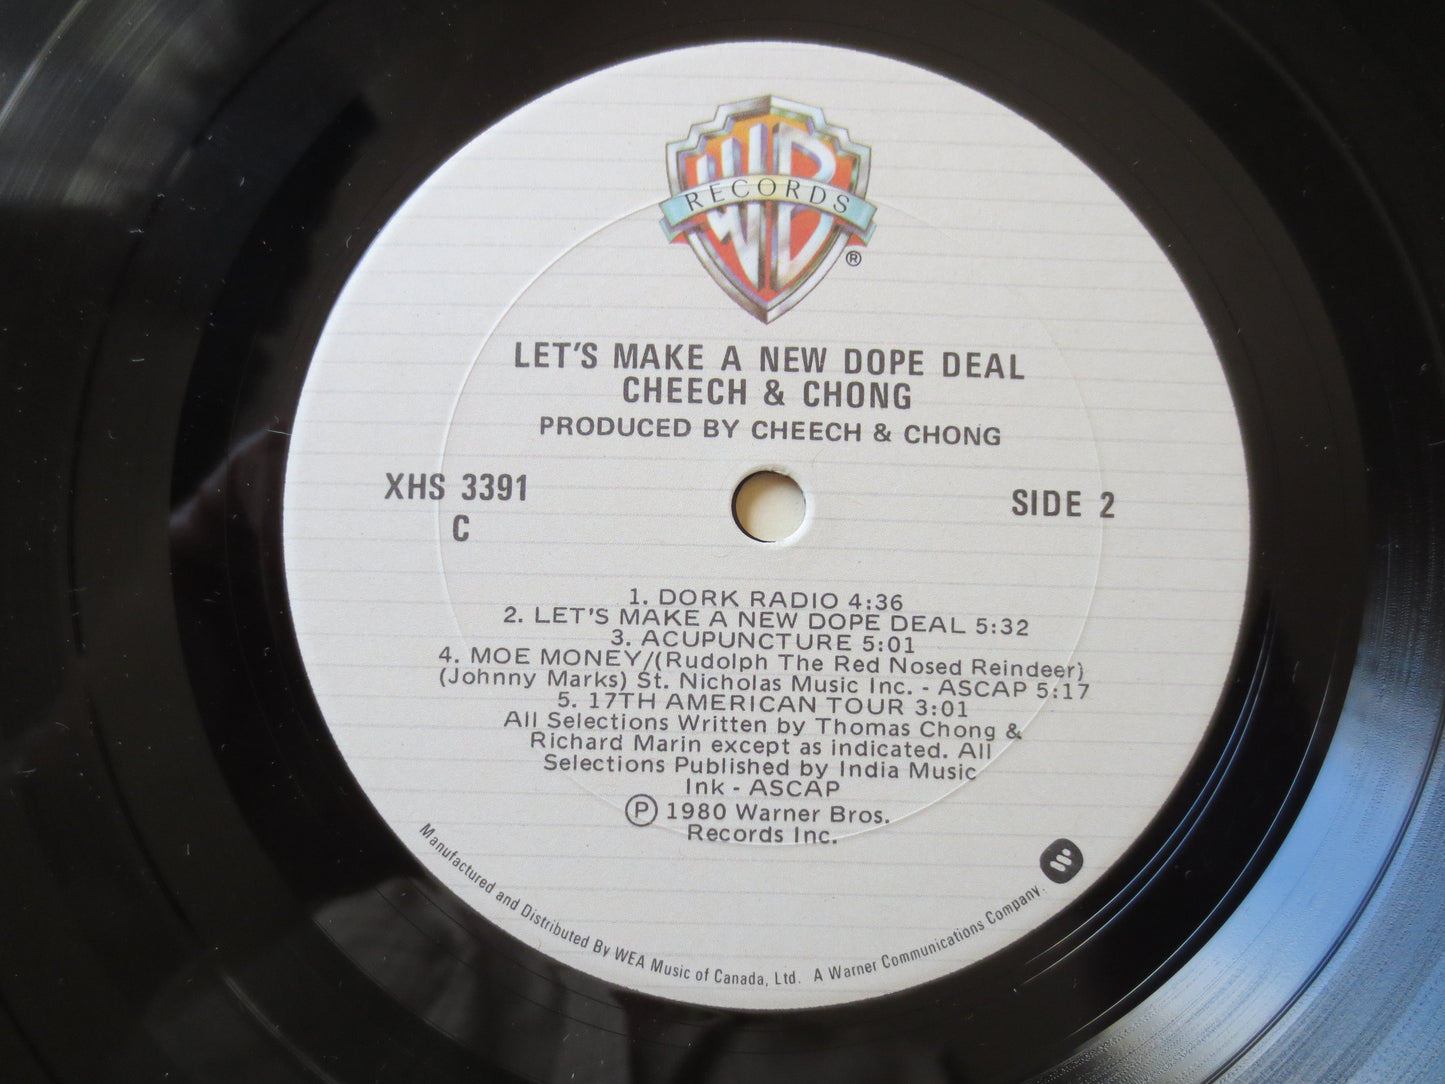 WB
RECORDS
®
LET'S MAKE A NEW DOPE DEAL
CHEECH & CHONG
PRODUCED BY CHEECH & CHONG
XHS 3391
C
SIDE 2
1. DORK RADIO 4:36
2. LET'S MAKE A NEW DOPE DEAL 5:32
3. ACUPUNCTURE 5:01
4. MOE MONEY/(Rudolph The Red Nosed Reindeer)
(Johnny Marks) St. Nicholas Music Inc. - ASCAP 5:17
5. 17TH AMERICAN TOUR 3:01
All Selections Written by Thomas Chong &
Richard Marin except as indicated. All
Selections Published by India Music
Ink - ASCAP
Ⓟ 1980 Warner Bros.
Records Inc.
Manufactured and Distributed By WEA Music of Canada, Ltd. A Warner Communications Company.